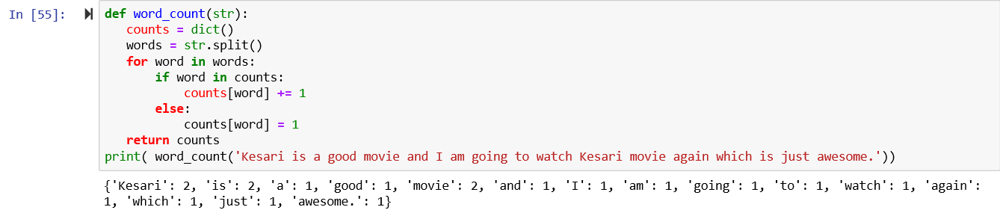 In [55]:
def word_count(str):
   counts = dict()
   words = str.split()
   for word in words:
       if word in counts:
           counts[word] += 1
       else:
           counts[word] = 1
   return counts
print( word_count('Kesari is a good movie and I am going to watch Kesari movie again which is just awesome.'))
{'Kesari': 2, 'is': 2, 'a': 1, 'good': 1, 'movie': 2, 'and': 1, 'I': 1, 'am': 1, 'going': 1, 'to': 1, 'watch': 1, 'again':
1, 'which': 1, 'just': 1, 'awesome.': 1}